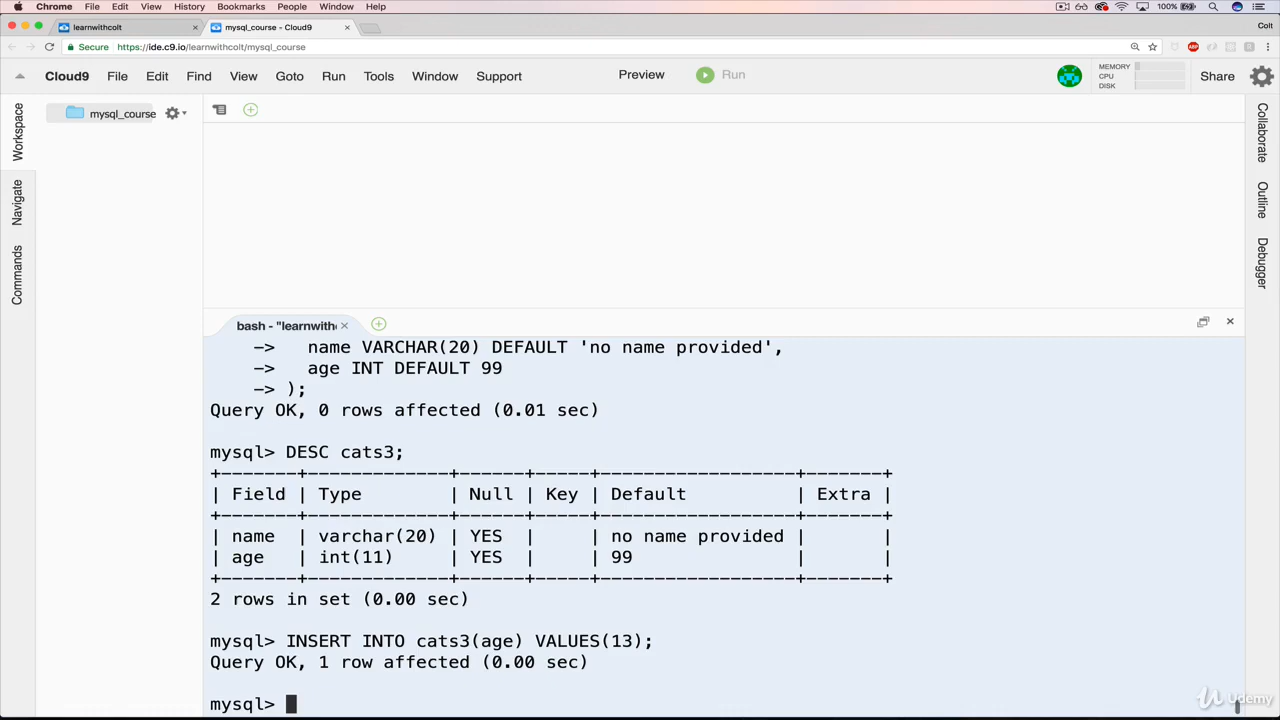 Chrome File Edit View History Bookmarks People Window Help 100%
learnwithcolt mysql_course - Cloud9 Colt
Secure https://ide.c9.io/learnwithcolt/mysql_course
Cloud9 File Edit Find View Goto Run Tools Window Support Preview Run MEMORY CPU DISK Share
Workspace
Navigate
Commands
mysql_course
Collaborate
Outline
Debugger
bash - "learnwith
-> name VARCHAR(20) DEFAULT 'no name provided',
-> age INT DEFAULT 99
-> );
Query OK, 0 rows affected (0.01 sec)
mysql> DESC cats3;
+-------+-------------+------+-----+------------------+-------+
| Field | Type | Null | Key | Default | Extra |
+-------+-------------+------+-----+------------------+-------+
| name | varchar(20) | YES | | no name provided | |
| age | int(11) | YES | | 99 | |
+-------+-------------+------+-----+------------------+-------+
2 rows in set (0.00 sec)
mysql> INSERT INTO cats3(age) VALUES(13);
Query OK, 1 row affected (0.00 sec)
mysql>
Udemy